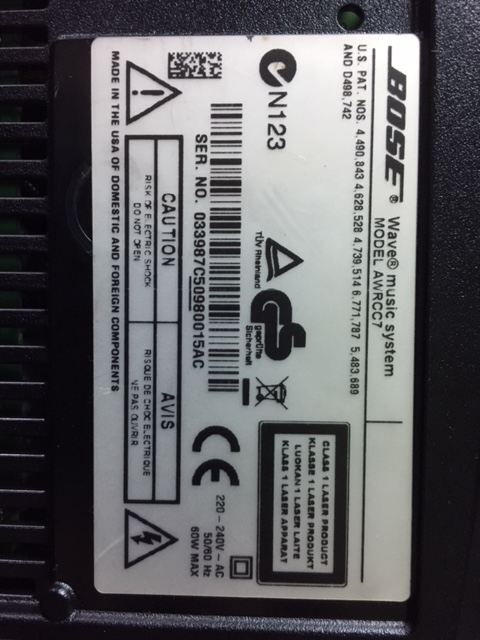 BOSE® Wave® music system
MODEL AWRCC7
U.S. PAT. NOS. 4,490,843 4,628,528 4,739,514 6,771,787 5,483,689
AND D498,742
N123
TÜV Rheinland
GS
geprüfte
Sicherheit
CLASS 1 LASER PRODUCT
KLASSE 1 LASER PRODUKT
LUOKAN 1 LASER LAITE
KLASS 1 LASER APPARAT
SER. NO. 033987C50980015AC
CE
220 – 240V ~ AC
50/60 Hz
60W MAX
CAUTION
RISK OF ELECTRIC SHOCK
DO NOT OPEN
AVIS
RISQUE DE CHOC ELECTRIQUE
NE PAS OUVRIR
MADE IN THE USA OF DOMESTIC AND FOREIGN COMPONENTS